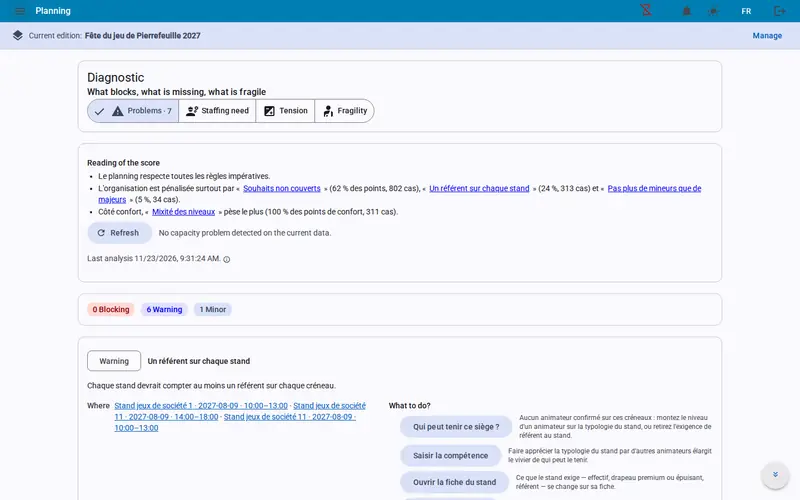 Planning
FR
Current edition: Fête du jeu de Pierrefeuille 2027
Manage
Diagnostic
What blocks, what is missing, what is fragile
Problems · 7
Staffing need
Tension
Fragility
Reading of the score
• Le planning respecte toutes les règles impératives.
• L'organisation est pénalisée surtout par « Souhaits non couverts » (62 % des points, 802 cas), « Un référent sur chaque stand » (24 %, 313 cas) et « Pas plus de mineurs que de
majeurs » (5 %, 34 cas).
• Côté confort, « Mixité des niveaux » pèse le plus (100 % des points de confort, 311 cas).
Refresh
No capacity problem detected on the current data.
Last analysis 11/23/2026, 9:31:24 AM.
0 Blocking
6 Warning
1 Minor
Warning
Un référent sur chaque stand
Chaque stand devrait compter au moins un référent sur chaque créneau.
Where
Stand jeux de société 1 · 2027-08-09 · 10:00–13:00 · Stand jeux de société
11 · 2027-08-09 · 14:00–18:00 · Stand jeux de société 11 · 2027-08-09 ·
10:00–13:00
What to do?
Qui peut tenir ce siège ?
Aucun animateur confirmé sur ces créneaux : montez le niveau
d'un animateur sur la typologie du stand, ou retirez l'exigence de
référent au stand.
Saisir la compétence
Faire apprécier la typologie du stand par d'autres animateurs élargit
le vivier de qui peut le tenir.
Ouvrir la fiche du stand
Ce que le stand exige — effectif, drapeau premium ou épuisant,
référent — se change sur sa fiche.